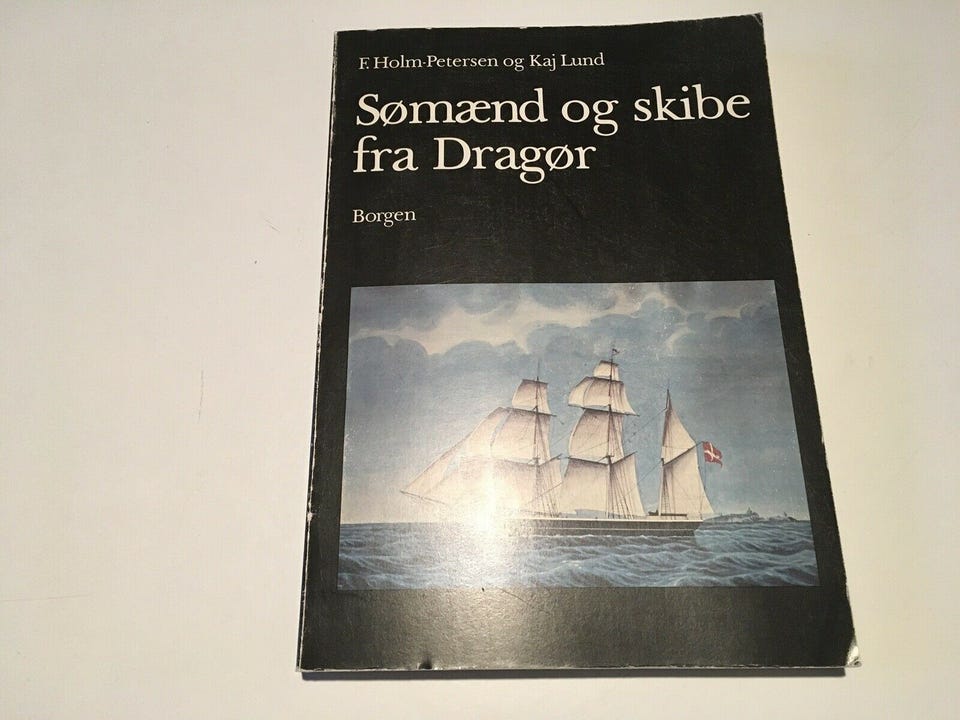 F. Holm-Petersen og Kaj Lund
Sømænd og skibe
fra Dragør
Borgen